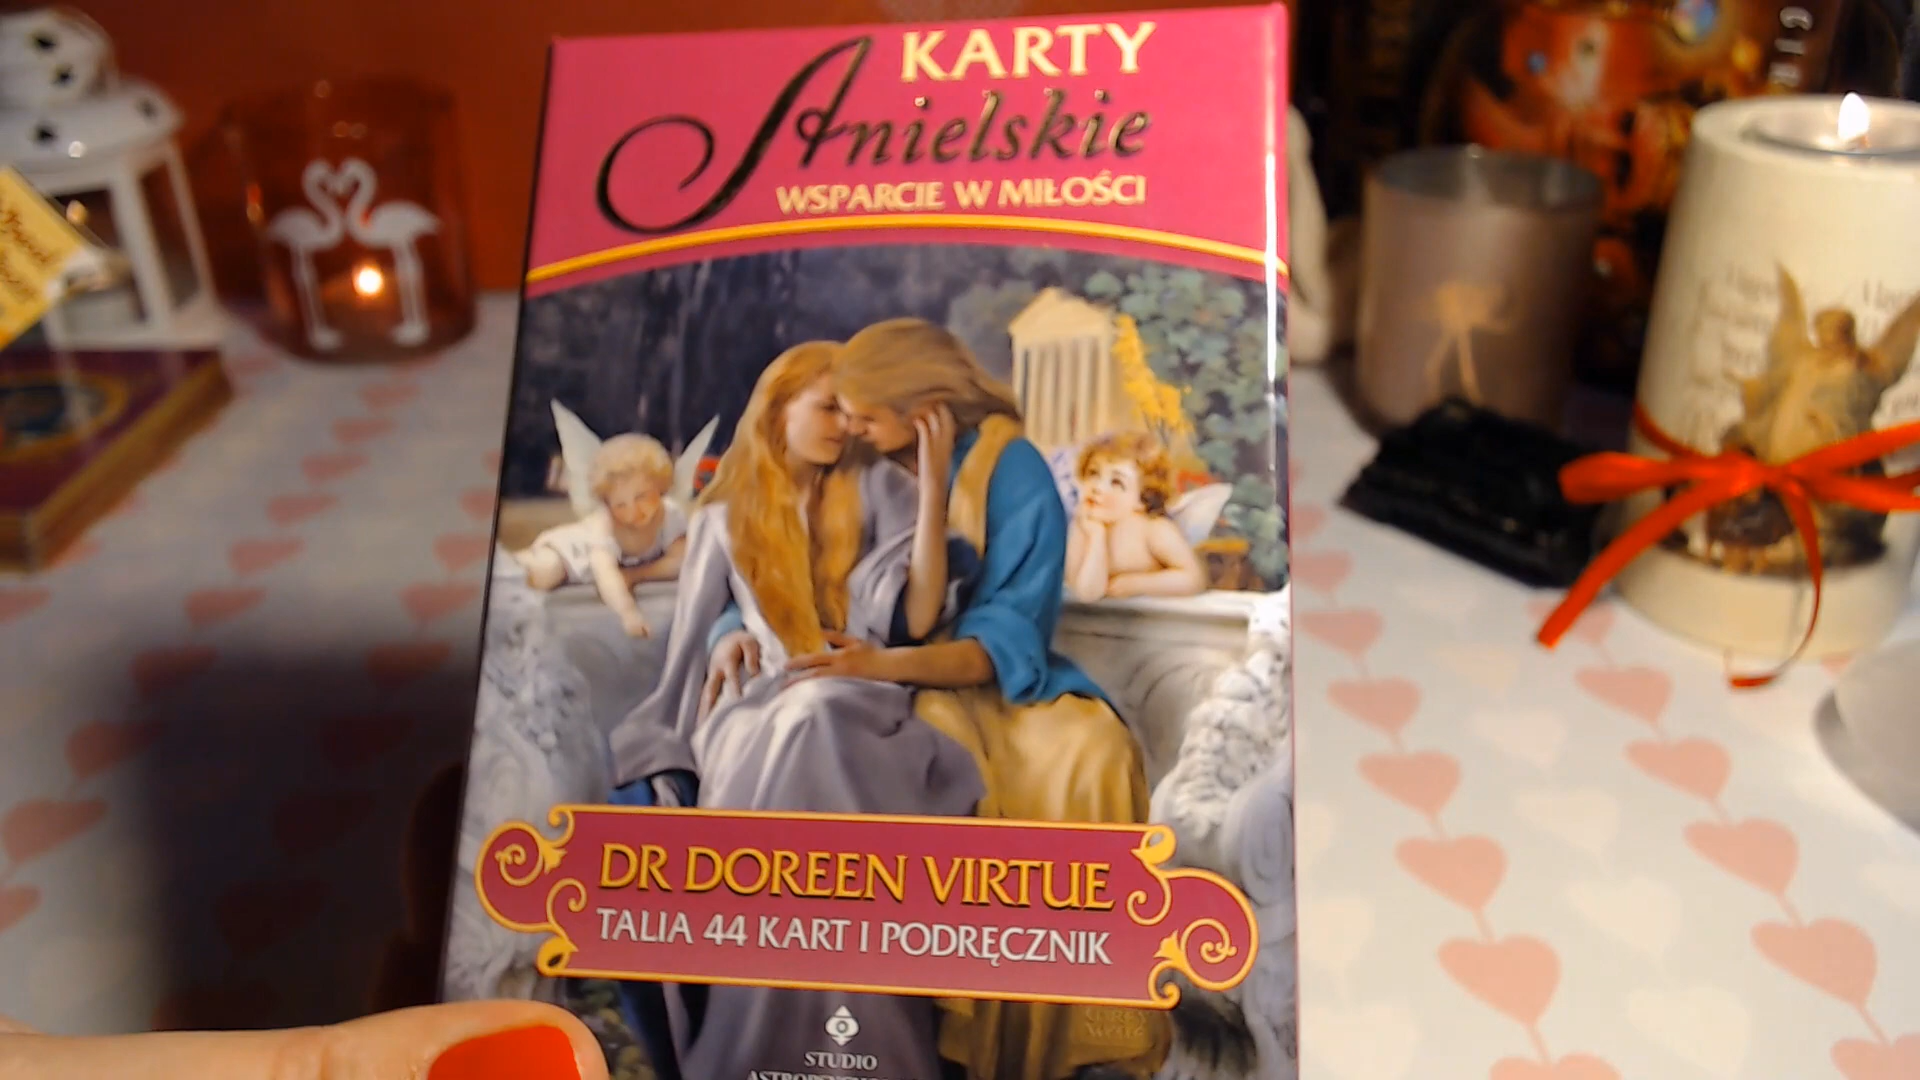 KARTY
Anielskie
WSPARCIE W MIŁOŚCI
DR DOREEN VIRTUE
TALIA 44 KART I PODRĘCZNIK
STUDIO